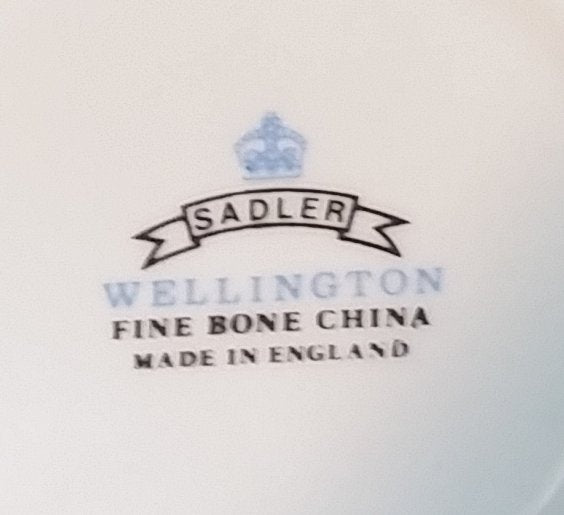 SADLER
WELLINGTON
FINE BONE CHINA
MADE IN ENGLAND